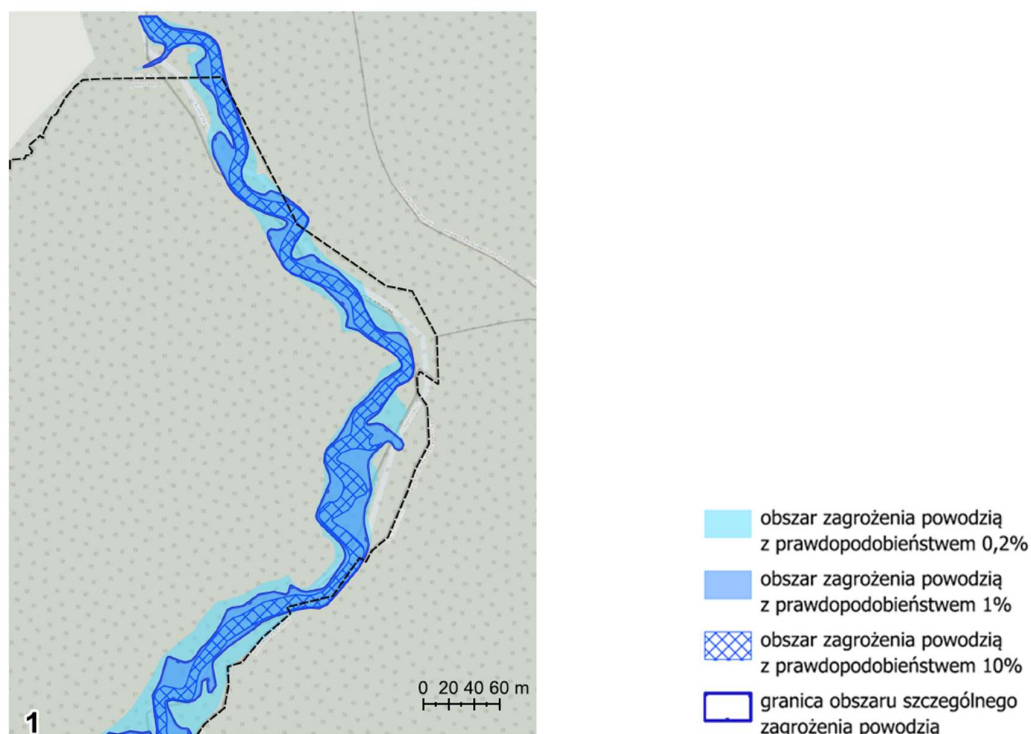 0 20 40 60 m
1
obszar zagrożenia powodzią
z prawdopodobieństwem 0,2%
obszar zagrożenia powodzią
z prawdopodobieństwem 1%
obszar zagrożenia powodzią
z prawdopodobieństwem 10%
granica obszaru szczególnego
zagrożenia powodzią